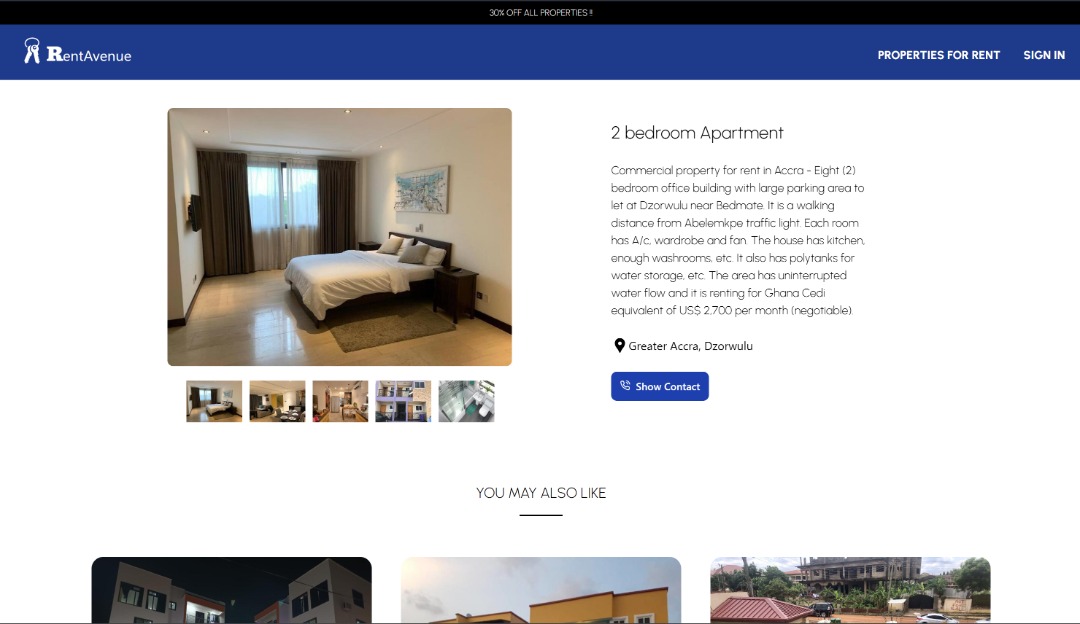 30% OFF ALL PROPERTIES !!
RentAvenue
PROPERTIES FOR RENT
SIGN IN
2 bedroom Apartment
Commercial property for rent in Accra - Eight (2)
bedroom office building with large parking area to
let at Dzorwulu near Bedmate. It is a walking
distance from Abelemkpe traffic light. Each room
has A/c, wardrobe and fan. The house has kitchen,
enough washrooms, etc. It also has polytanks for
water storage, etc. The area has uninterrupted
water flow and it is renting for Ghana Cedi
equivalent of US$ 2,700 per month (negotiable).
Greater Accra, Dzorwulu
Show Contact
YOU MAY ALSO LIKE